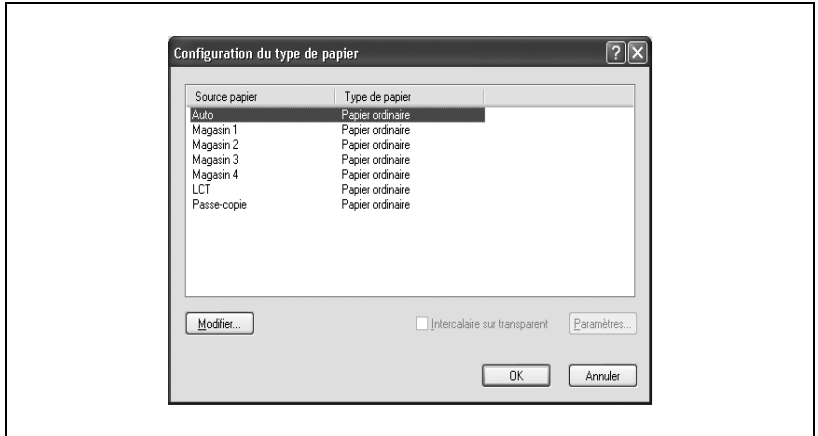 Configuration du type de papier
Source papier Type de papier
Auto Papier ordinaire
Magasin 1 Papier ordinaire
Magasin 2 Papier ordinaire
Magasin 3 Papier ordinaire
Magasin 4 Papier ordinaire
LCT Papier ordinaire
Passe-copie Papier ordinaire
Modifier... Intercalaire sur transparent Paramètres...
OK Annuler